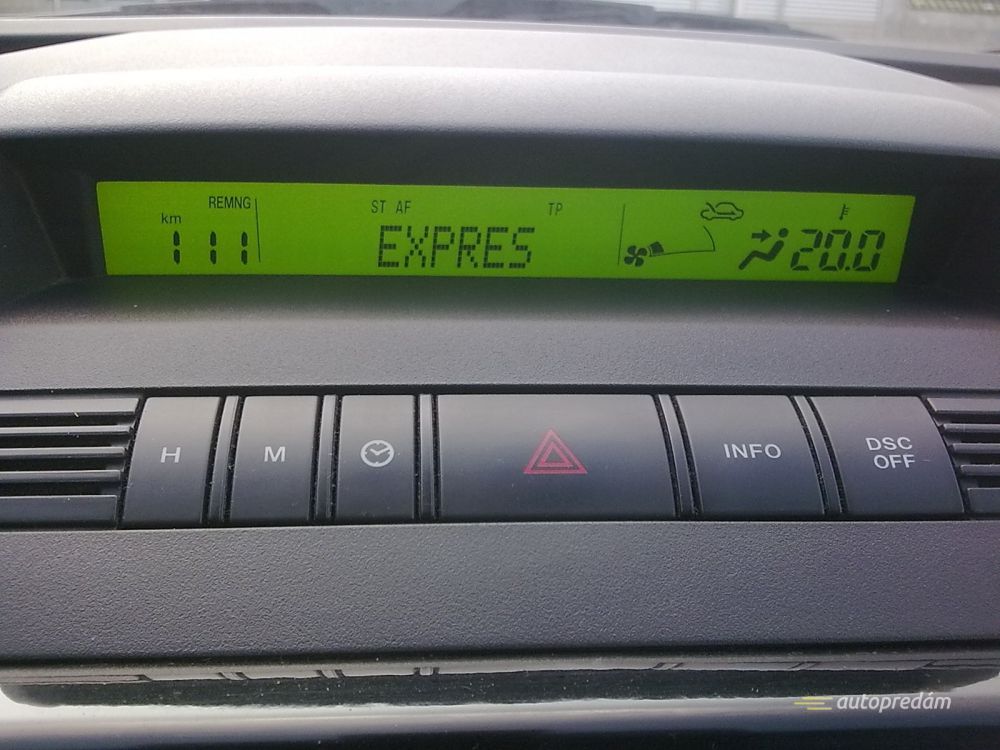 REMNG
km
111
ST AF
TP
EXPRES
20.0
H
M
INFO
DSC
OFF
autopredám